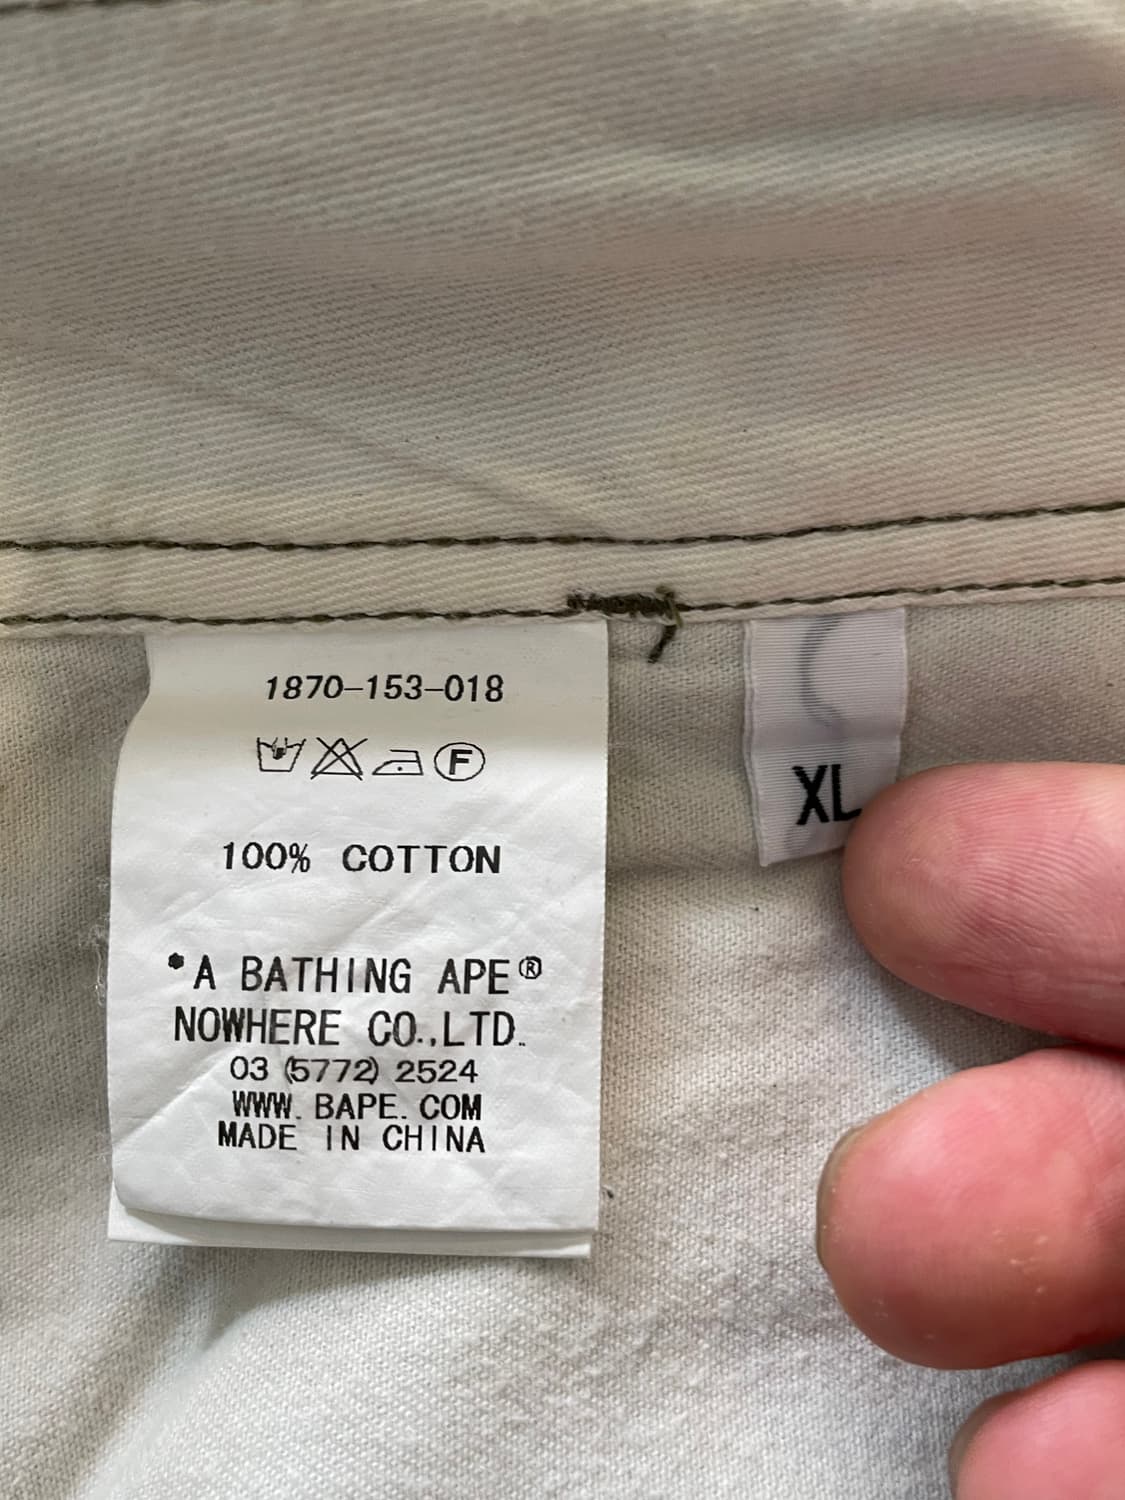 1870-153-018
F
100% COTTON
*A BATHING APE®
NOWHERE CO.,LTD.
03 (5772) 2524
WWW. BAPE. COM
MADE IN CHINA
XL